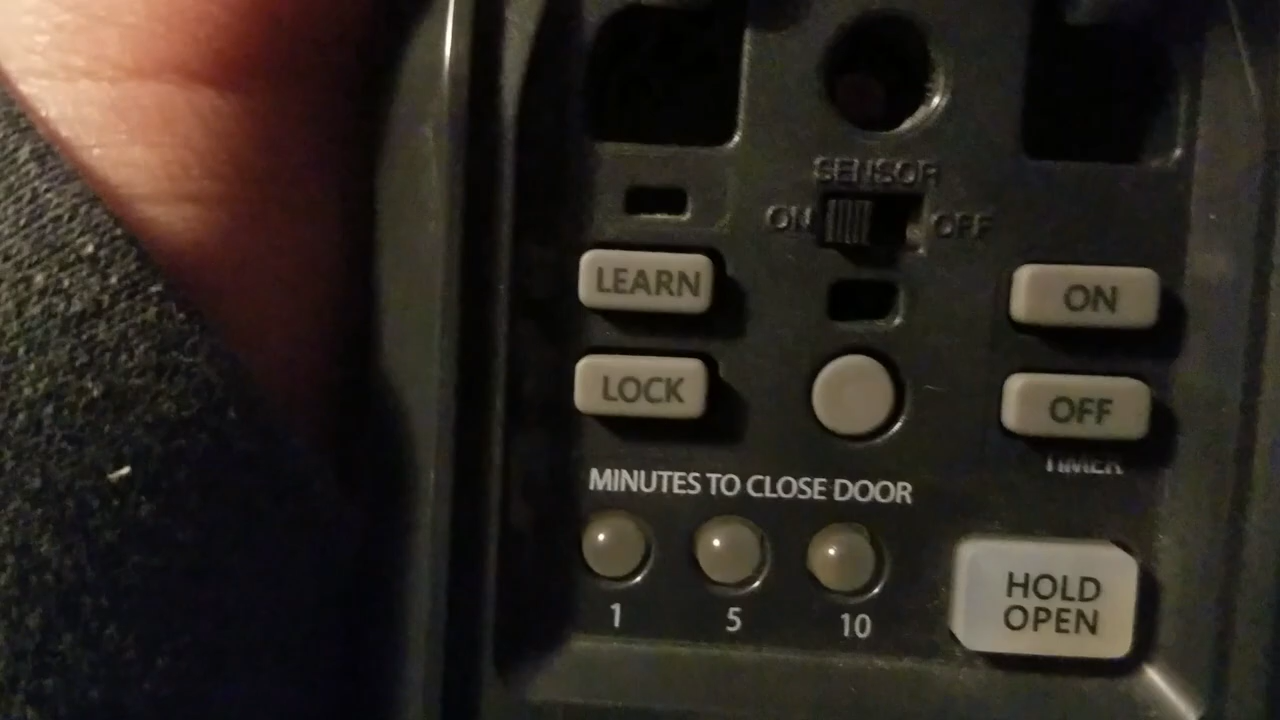 SENSOR
ON OFF
LEARN
ON
LOCK
OFF
TIMER
MINUTES TO CLOSE DOOR
1 5 10
HOLD
OPEN